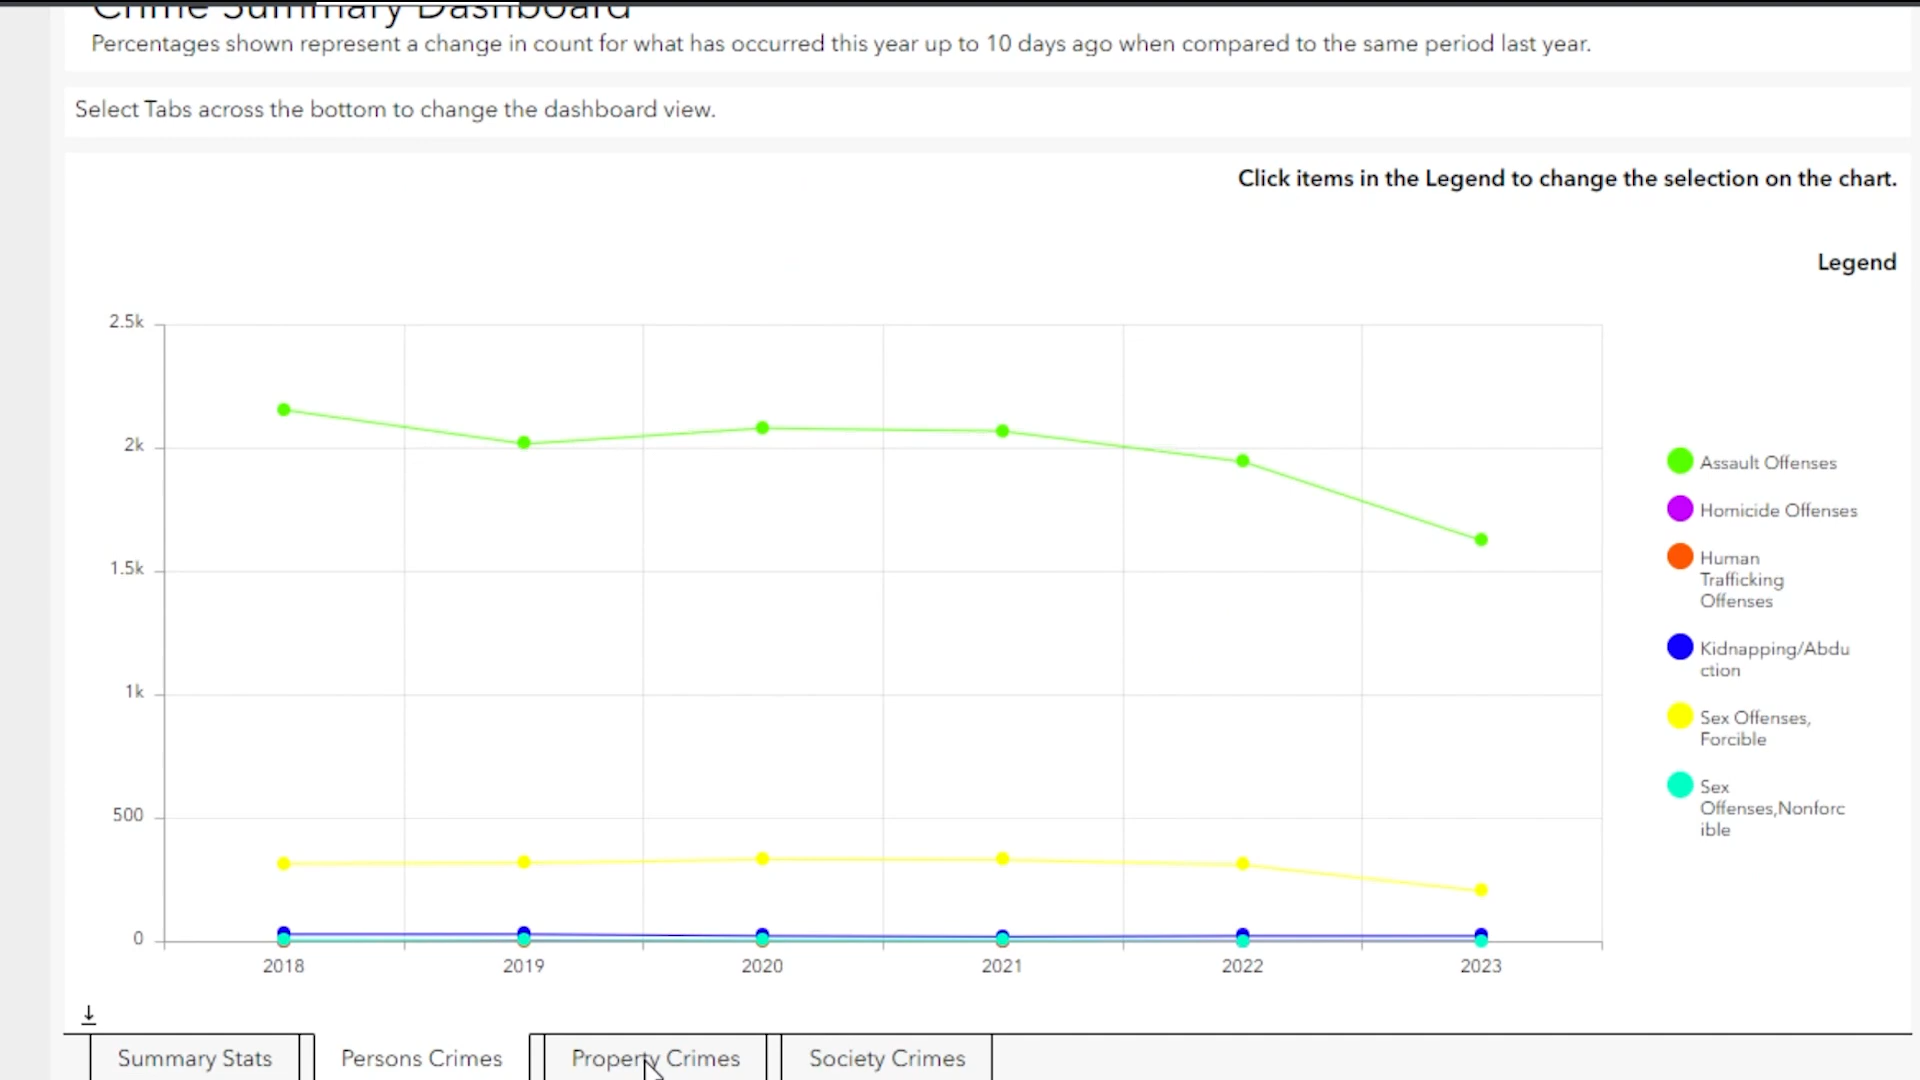 Crime Summary Dashboard
Percentages shown represent a change in count for what has occurred this year up to 10 days ago when compared to the same period last year.
Select Tabs across the bottom to change the dashboard view.
Click items in the Legend to change the selection on the chart.
Legend
2.5k
2k
1.5k
1k
500
0
2018 2019 2020 2021 2022 2023
Assault Offenses
Homicide Offenses
Human
Trafficking
Offenses
Kidnapping/Abdu
ction
Sex Offenses,
Forcible
Sex
Offenses,Nonforc
ible
Summary Stats Persons Crimes Property Crimes Society Crimes